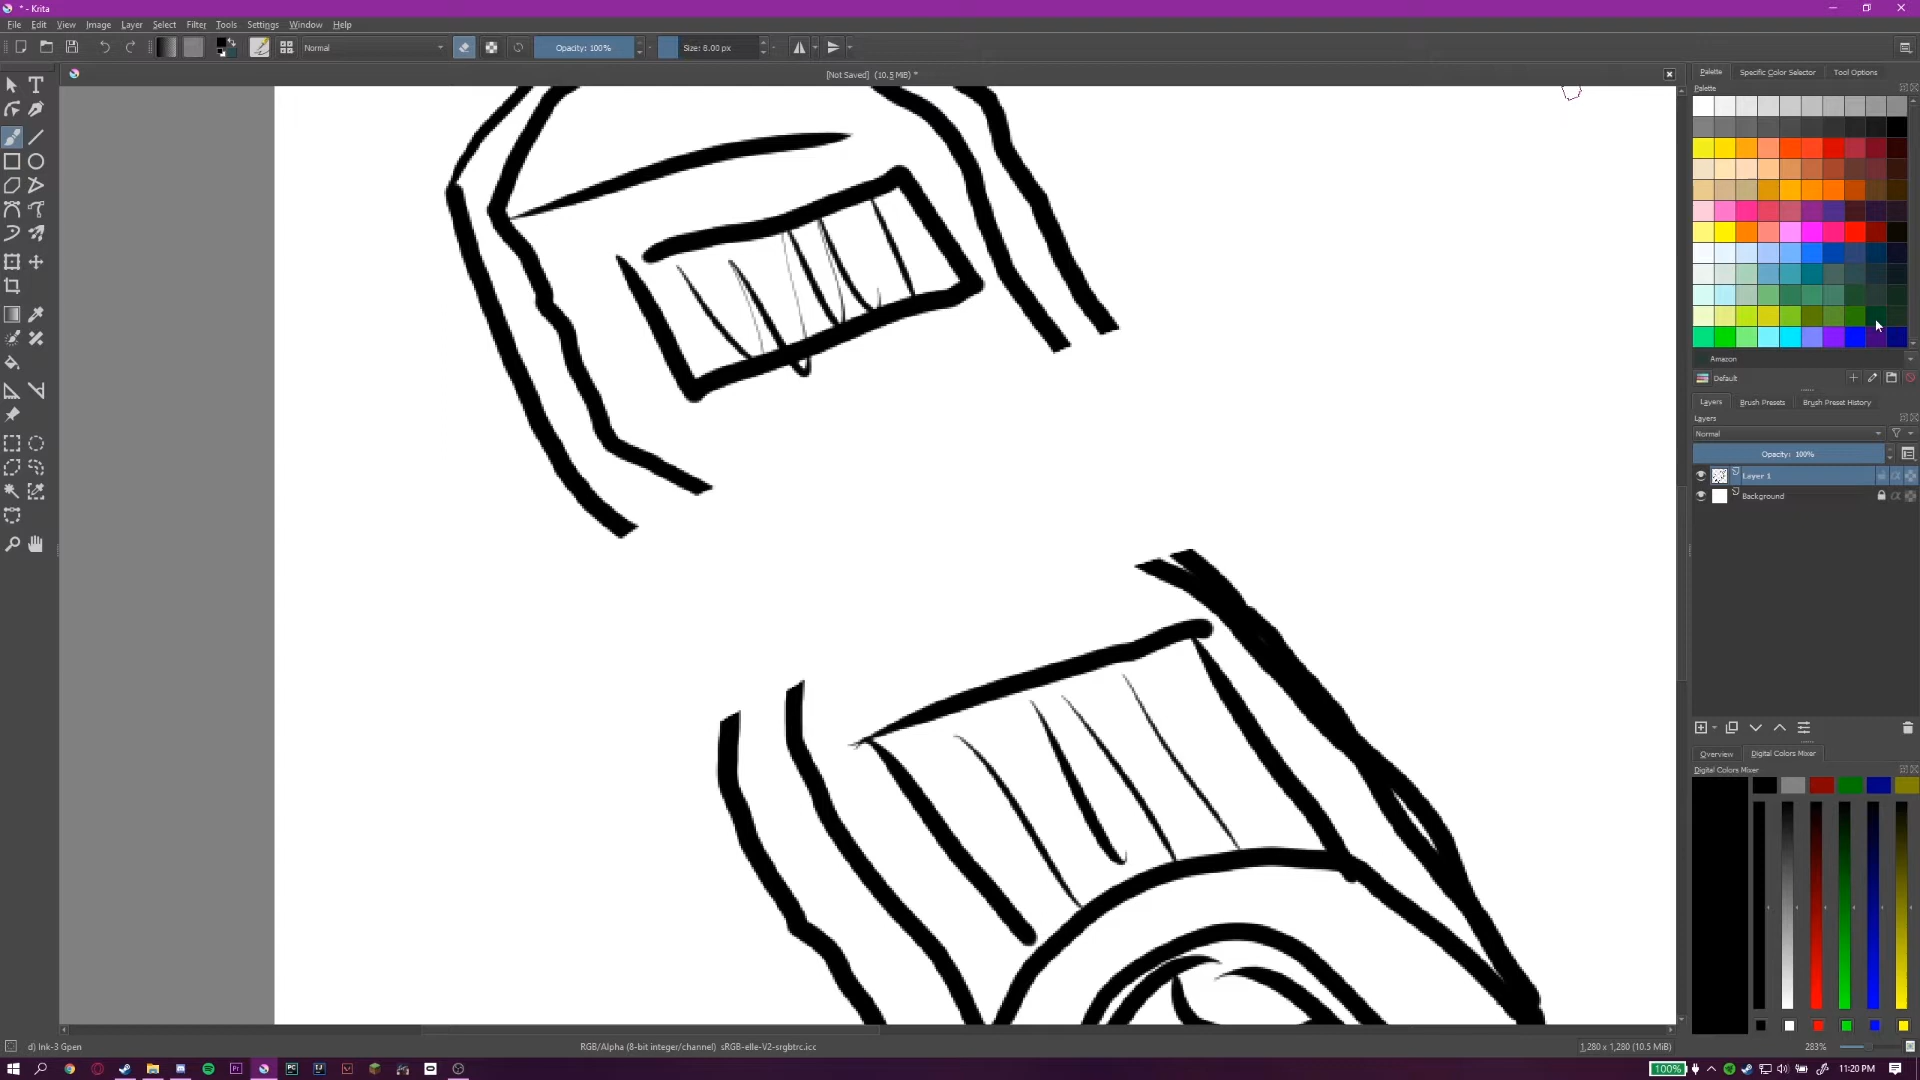 * - Krita
File Edit View Image Layer Select Filter Tools Settings Window Help
Normal Opacity: 100% Size: 8.00 px
[Not Saved] (10.5 MiB) *
Palette Specific Color Selector Tool Options
Palette
Amazon
Default
Layers Brush Presets Brush Preset History
Layers
Normal
Opacity: 100%
Layer 1
Background
Overview Digital Colors Mixer
Digital Colors Mixer
d) Ink-3 Gpen RGB/Alpha (8-bit integer/channel) sRGB-elle-V2-srgbtrc.icc 1,280 x 1,280 (10.5 MiB) 283%
100% 11:20 PM